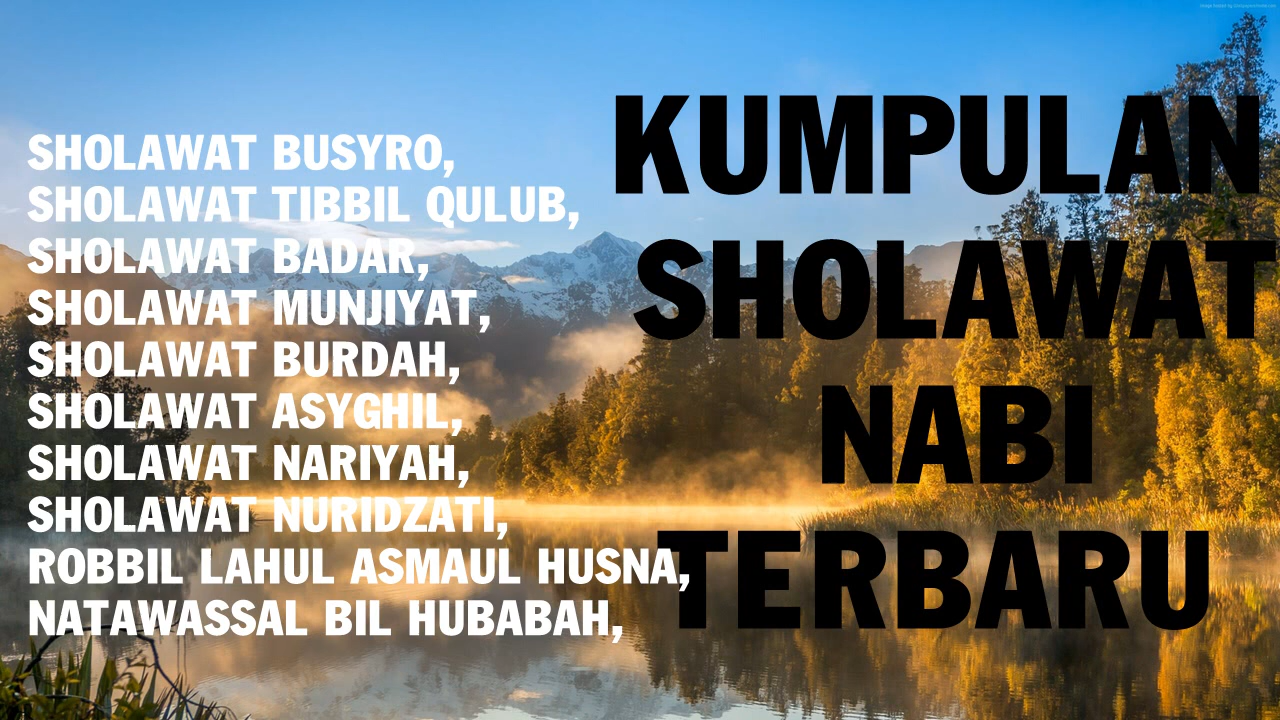 SHOLAWAT BUSYRO,
SHOLAWAT TIBBIL QULUB,
SHOLAWAT BADAR,
SHOLAWAT MUNJIYAT,
SHOLAWAT BURDAH,
SHOLAWAT ASYGHIL,
SHOLAWAT NARIYAH,
SHOLAWAT NURIDZATI,
ROBBIL LAHUL ASMAUL HUSNA,
NATAWASSAL BIL HUBABAH,
KUMPULAN
SHOLAWAT
NABI
TERBARU